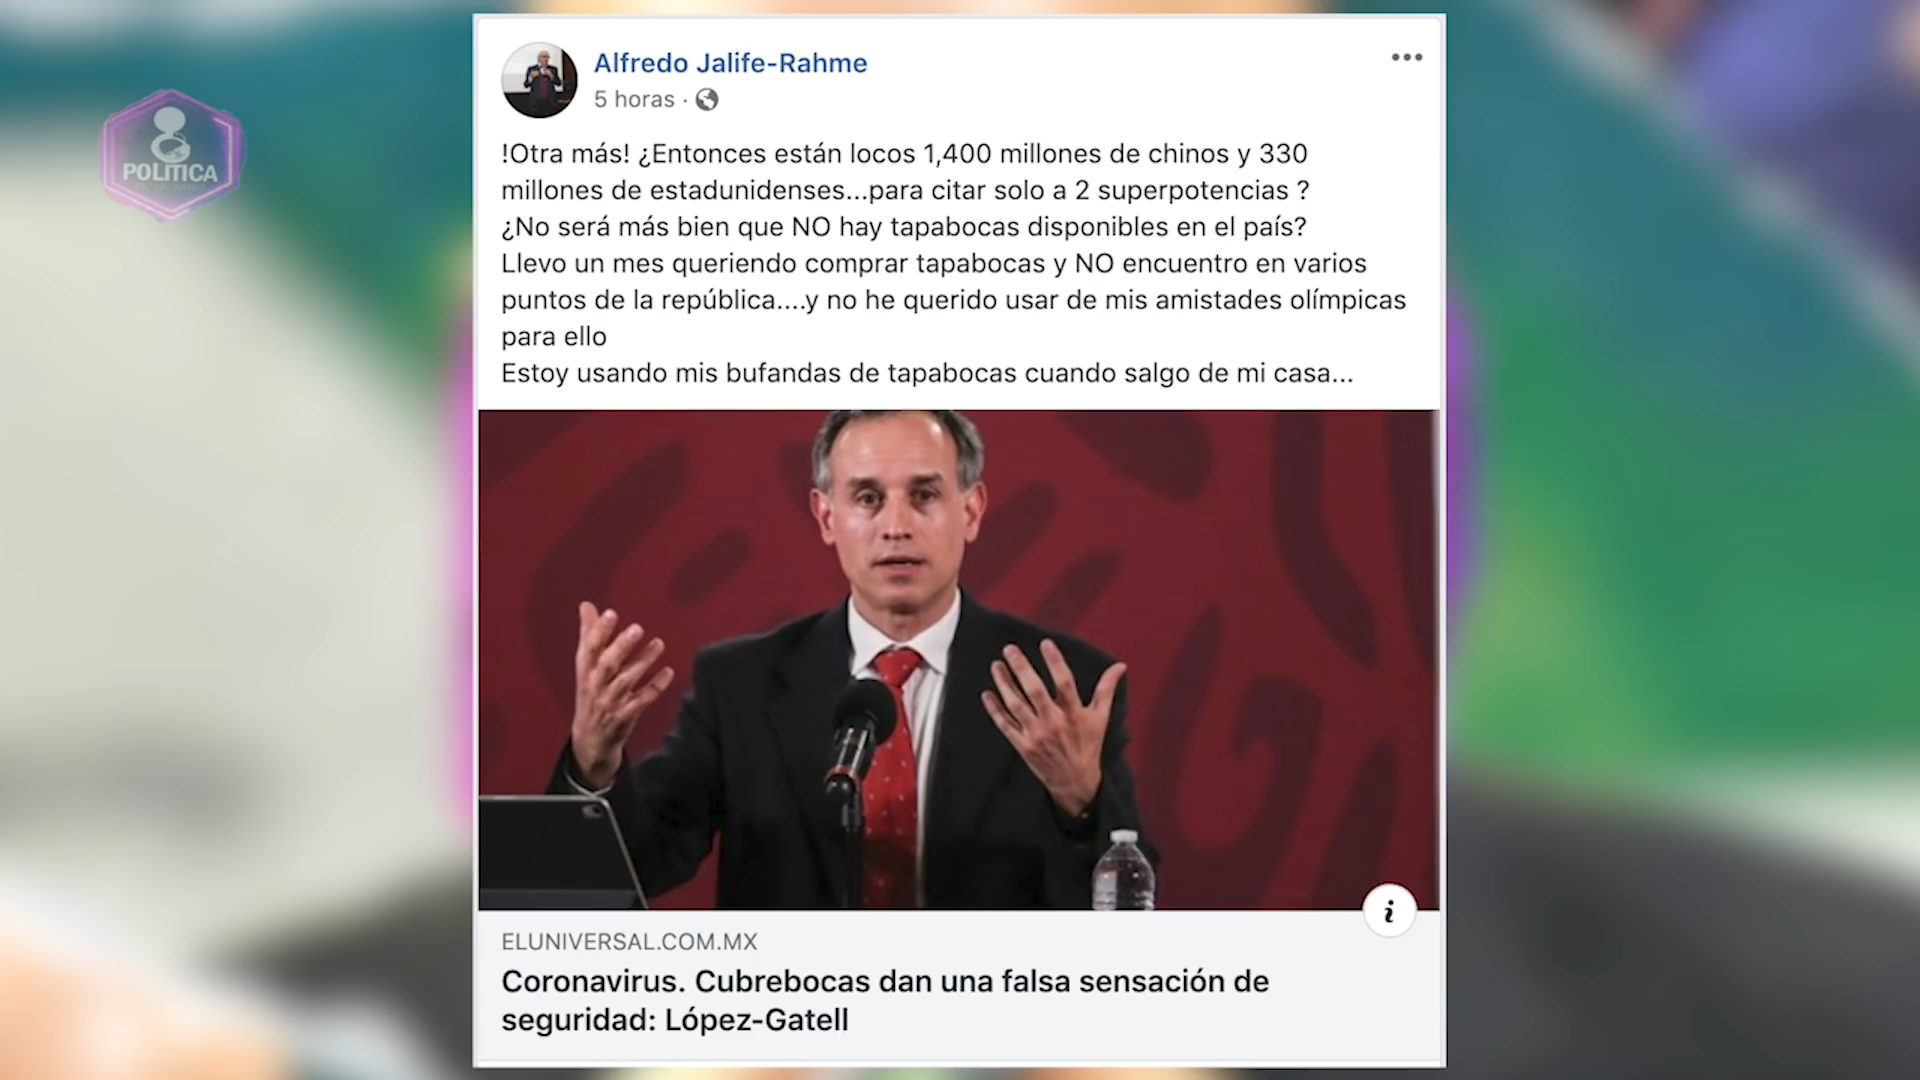 POLÍTICA
Alfredo Jalife-Rahme
5 horas ·
!Otra más! ¿Entonces están locos 1,400 millones de chinos y 330
millones de estadunidenses...para citar solo a 2 superpotencias ?
¿No será más bien que NO hay tapabocas disponibles en el país?
Llevo un mes queriendo comprar tapabocas y NO encuentro en varios
puntos de la república....y no he querido usar de mis amistades olímpicas
para ello
Estoy usando mis bufandas de tapabocas cuando salgo de mi casa...
i
ELUNIVERSAL.COM.MX
Coronavirus. Cubrebocas dan una falsa sensación de
seguridad: López-Gatell